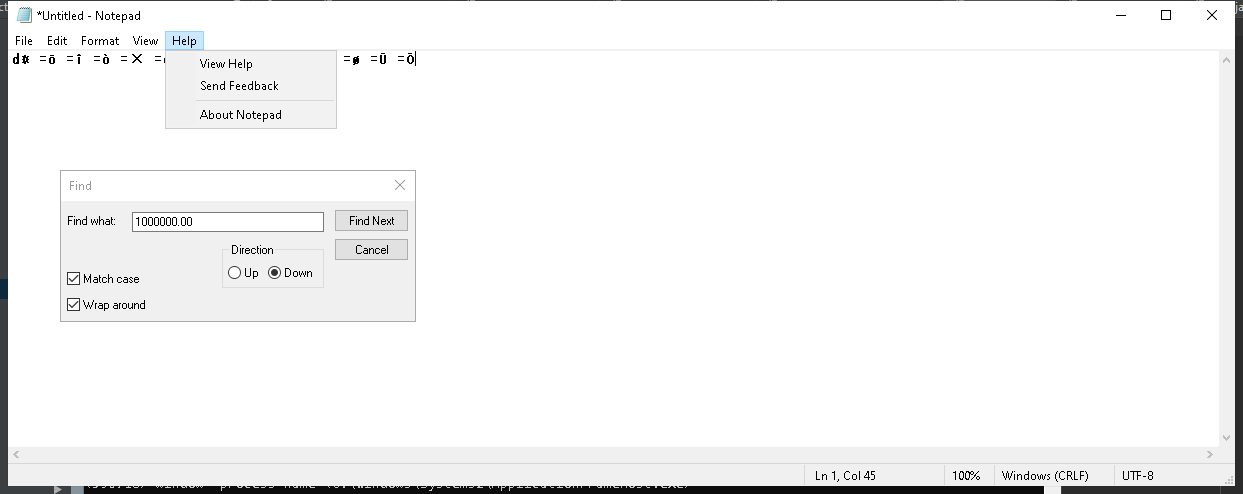 *Untitled - Notepad
File Edit Format View Help
=ō =î =ò =X =ø =Ū =Ō
View Help
Send Feedback
About Notepad
Find
Find what: 1000000.00 Find Next
Direction Cancel
Up Down
Match case
Wrap around
Ln 1, Col 45 100% Windows (CRLF) UTF-8